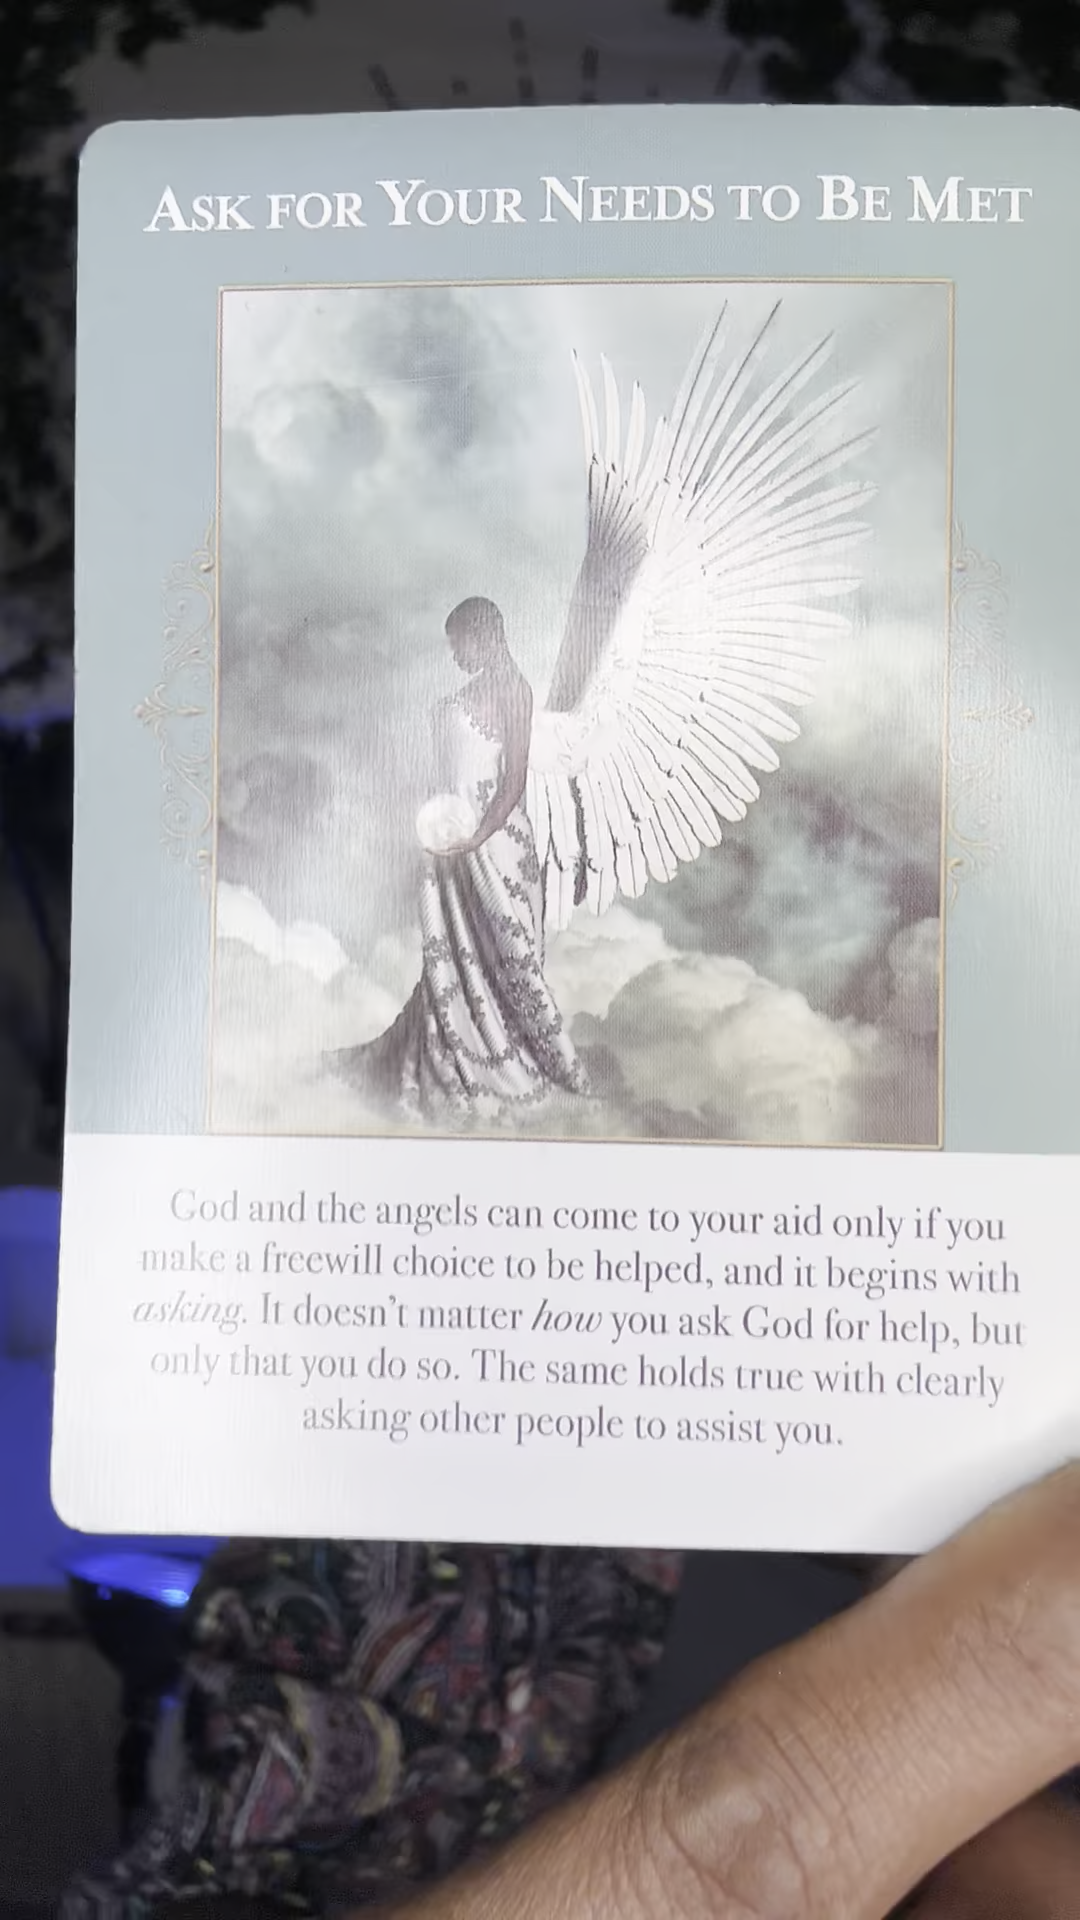 ASK FOR YOUR NEEDS TO BE MET
God and the angels can come to your aid only if you
make a freewill choice to be helped, and it begins with
asking. It doesn't matter how you ask God for help, but
only that you do so. The same holds true with clearly
asking other people to assist you.